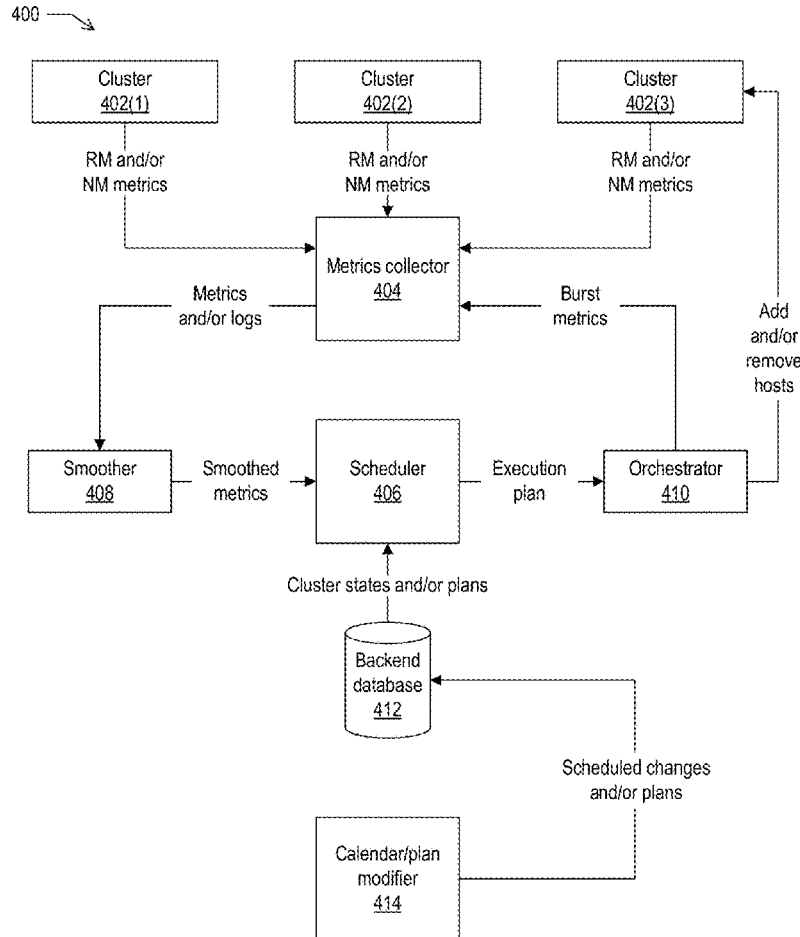 400
Cluster
402(1)
Cluster
402(2)
Cluster
402(3)
RM and/or
NM metrics
RM and/or
NM metrics
RM and/or
NM metrics
Metrics collector
404
Metrics
and/or logs
Burst
metrics
Add
and/or
remove
hosts
Smoother
408
Smoothed
metrics
Scheduler
406
Execution
plan
Orchestrator
410
Cluster states and/or plans
Backend
database
412
Scheduled changes
and/or plans
Calendar/plan
modifier
414